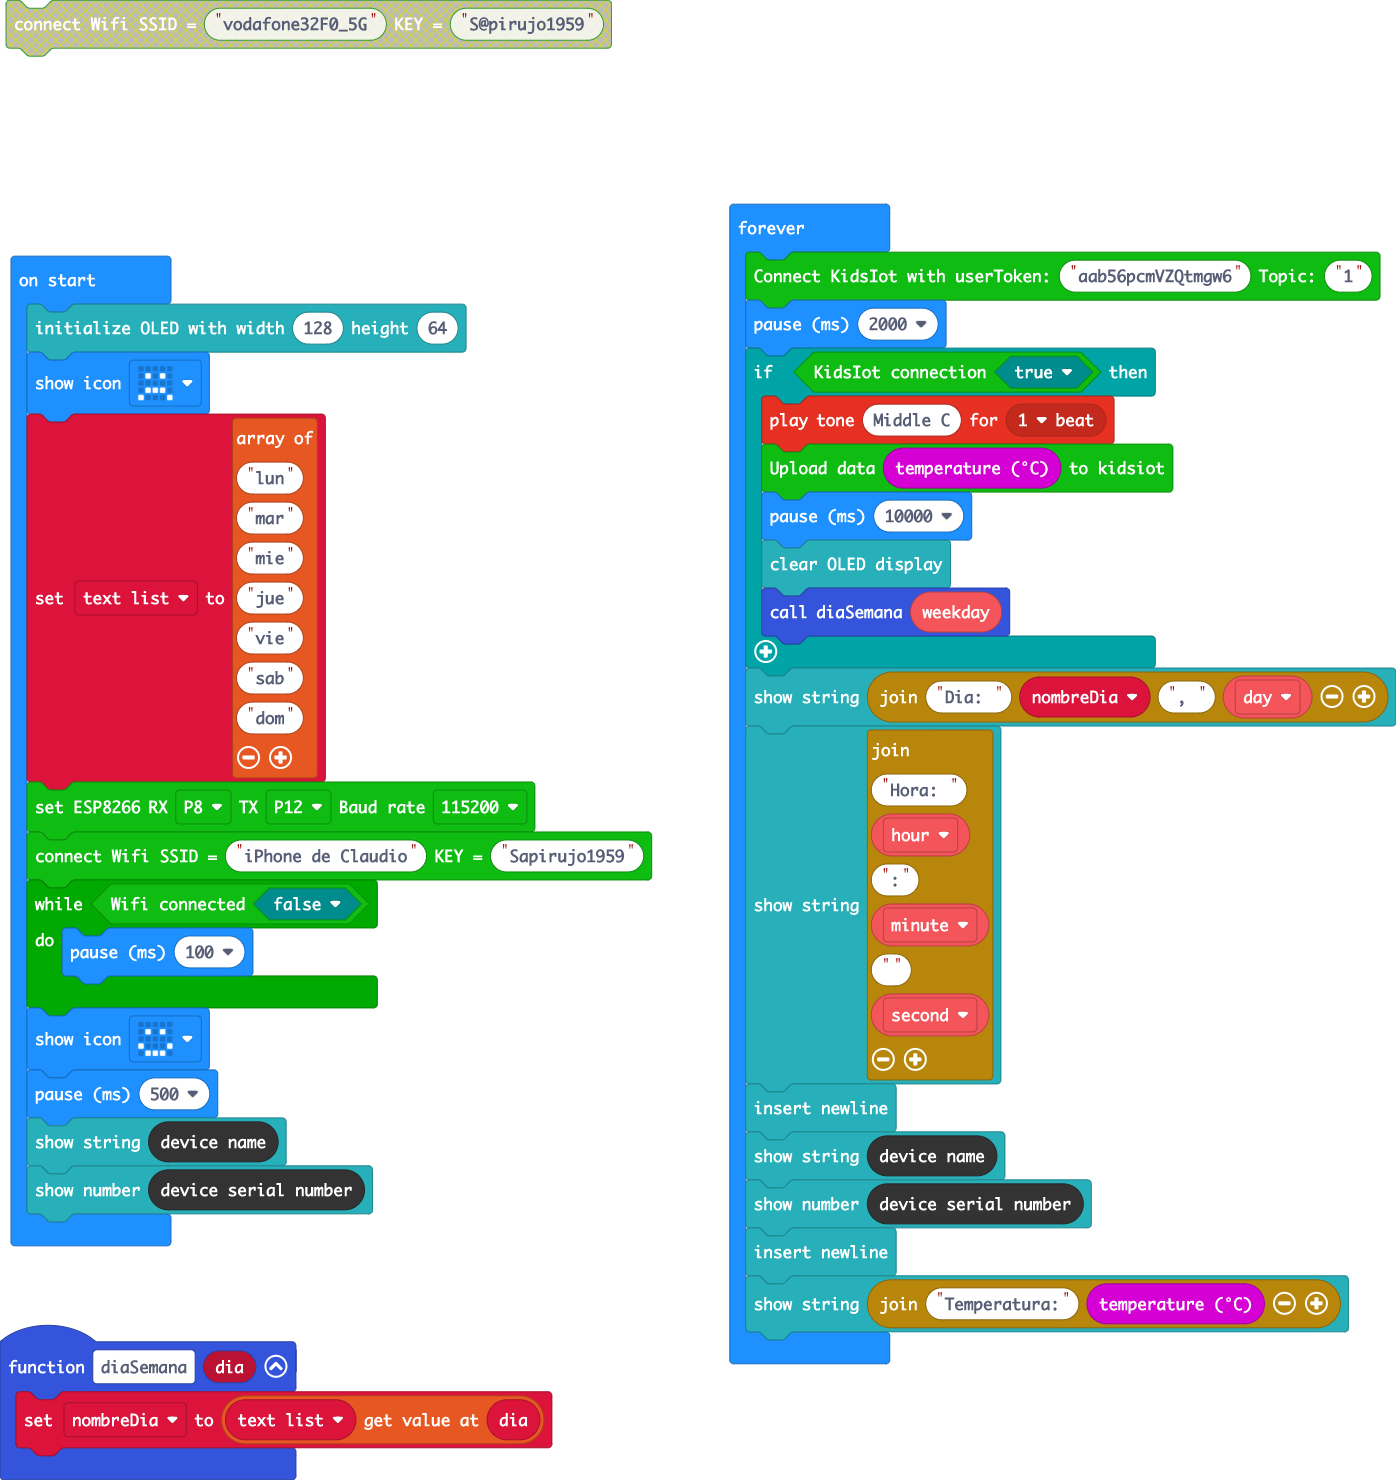 connect Wifi SSID = "vodafone32F0_5G" KEY = "S@pirujo1959"
on start
initialize OLED with width 128 height 64
show icon
set text list to
array of
"lun"
"mar"
"mie"
"jue"
"vie"
"sab"
"dom"
set ESP8266 RX P8 TX P12 Baud rate 115200
connect Wifi SSID = "iPhone de Claudio" KEY = "Sapirujo1959"
while Wifi connected false
do pause (ms) 100
show icon
pause (ms) 500
show string device name
show number device serial number
function diaSemana dia
set nombreDia to text list get value at dia
forever
Connect KidsIot with userToken: "aab56pcmVZQtmgw6" Topic: "1"
pause (ms) 2000
if KidsIot connection true then
play tone Middle C for 1 beat
Upload data temperature (°C) to kidsiot
pause (ms) 10000
clear OLED display
call diaSemana weekday
show string join "Dia: " nombreDia ", " day
show string
join
"Hora: "
hour
":"
minute
" "
second
insert newline
show string device name
show number device serial number
insert newline
show string join "Temperatura:" temperature (°C)